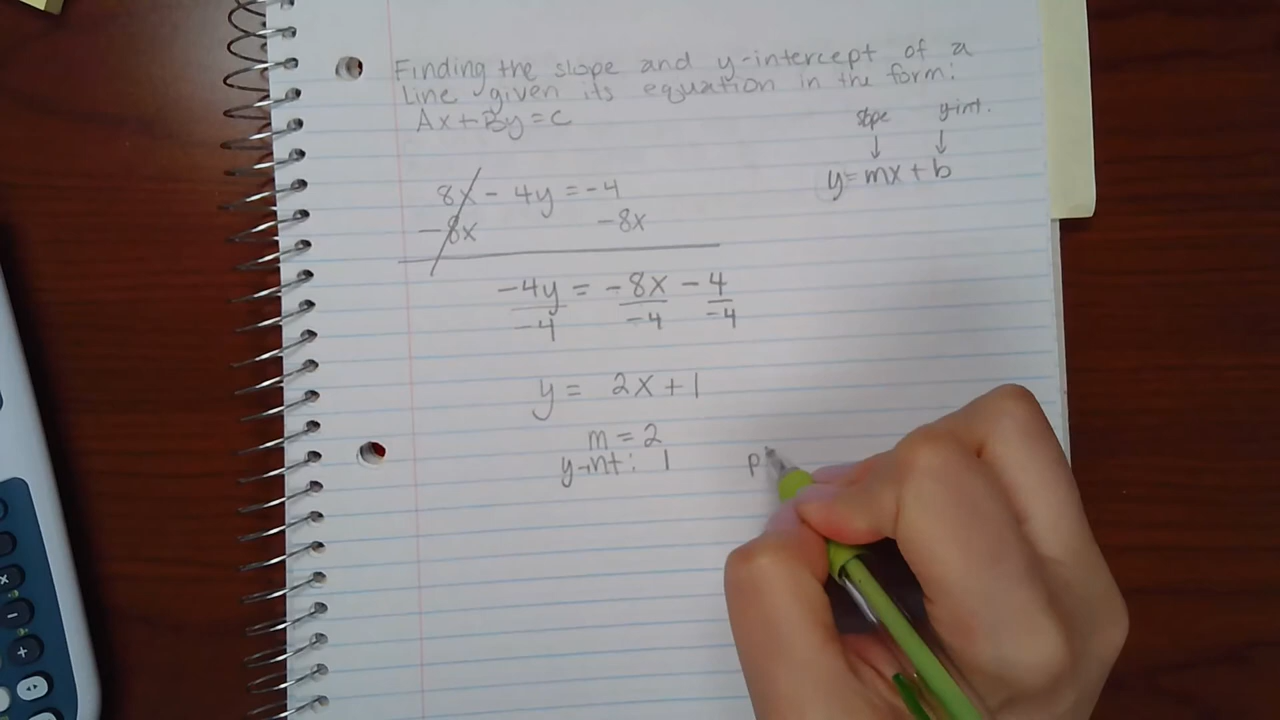 Finding the slope and y-intercept of a
Line given its equation in the form:
Ax+By=C
slope y-int.
↓ ↓
y=mx+b
8x - 4y = -4
-8x -8x
-4y = -8x - 4
-4 -4 -4
y = 2x + 1
m = 2
y-int: 1
p
x
-
+